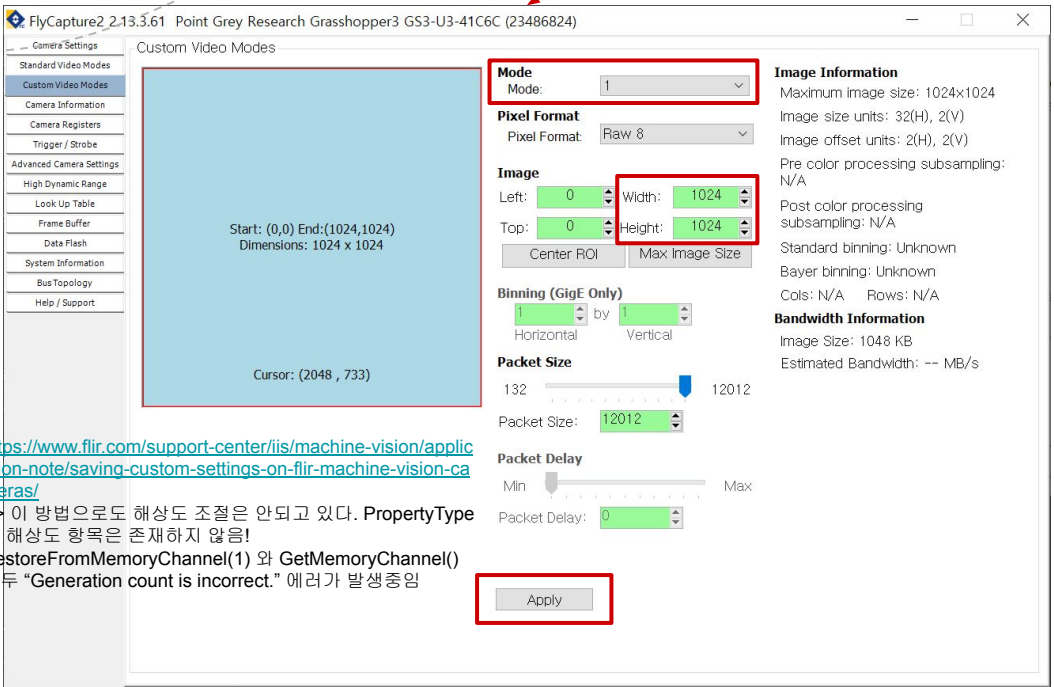 FlyCapture2 2.13.3.61 Point Grey Research Grasshopper3 GS3-U3-41C6C (23486824)
Camera Settings
Standard Video Modes
Custom Video Modes
Camera Information
Camera Registers
Trigger / Strobe
Advanced Camera Settings
High Dynamic Range
Look Up Table
Frame Buffer
Data Flash
System Information
Bus Topology
Help / Support
Custom Video Modes
Start: (0,0) End:(1024,1024)
Dimensions: 1024 x 1024
Cursor: (2048 , 733)
Mode
Mode: 1
Pixel Format
Pixel Format: Raw 8
Image
Left: 0 Width: 1024
Top: 0 Height: 1024
Center ROI Max Image Size
Binning (GigE Only)
1 by 1
Horizontal Vertical
Packet Size
132 12012
Packet Size: 12012
Packet Delay
Min Max
Packet Delay: 0
Apply
Image Information
Maximum image size: 1024x1024
Image size units: 32(H), 2(V)
Image offset units: 2(H), 2(V)
Pre color processing subsampling:
N/A
Post color processing
subsampling: N/A
Standard binning: Unknown
Bayer binning: Unknown
Cols: N/A Rows: N/A
Bandwidth Information
Image Size: 1048 KB
Estimated Bandwidth: -- MB/s
tps://www.flir.com/support-center/iis/machine-vision/applic
on-note/saving-custom-settings-on-flir-machine-vision-ca
eras/
> 이 방법으로도 해상도 조절은 안되고 있다. PropertyType
해상도 항목은 존재하지 않음!
estoreFromMemoryChannel(1) 와 GetMemoryChannel()
두 “Generation count is incorrect.” 에러가 발생중임